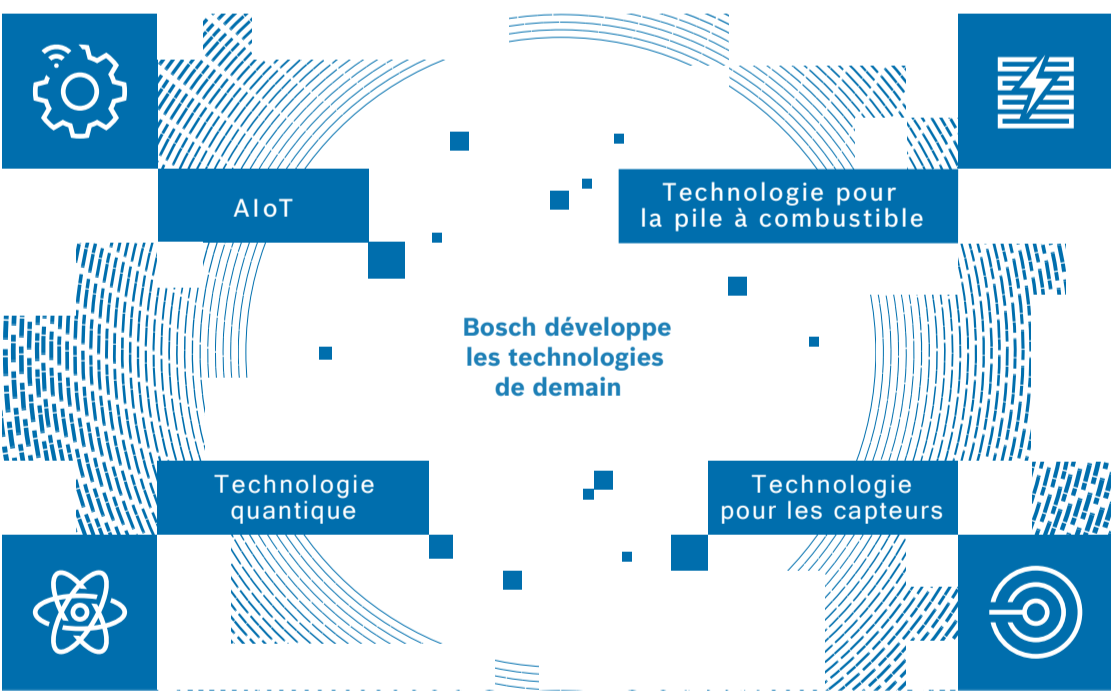 AIoT
Technologie pour
la pile à combustible
Bosch développe
les technologies
de demain
Technologie
quantique
Technologie
pour les capteurs